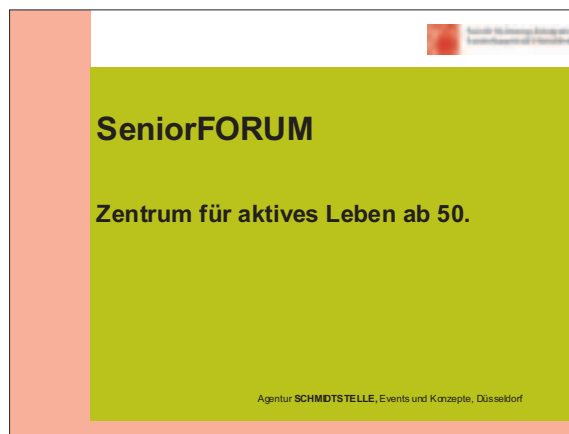 SeniorFORUM
Zentrum für aktives Leben ab 50.
Agentur SCHMIDTSTELLE, Events und Konzepte, Düsseldorf